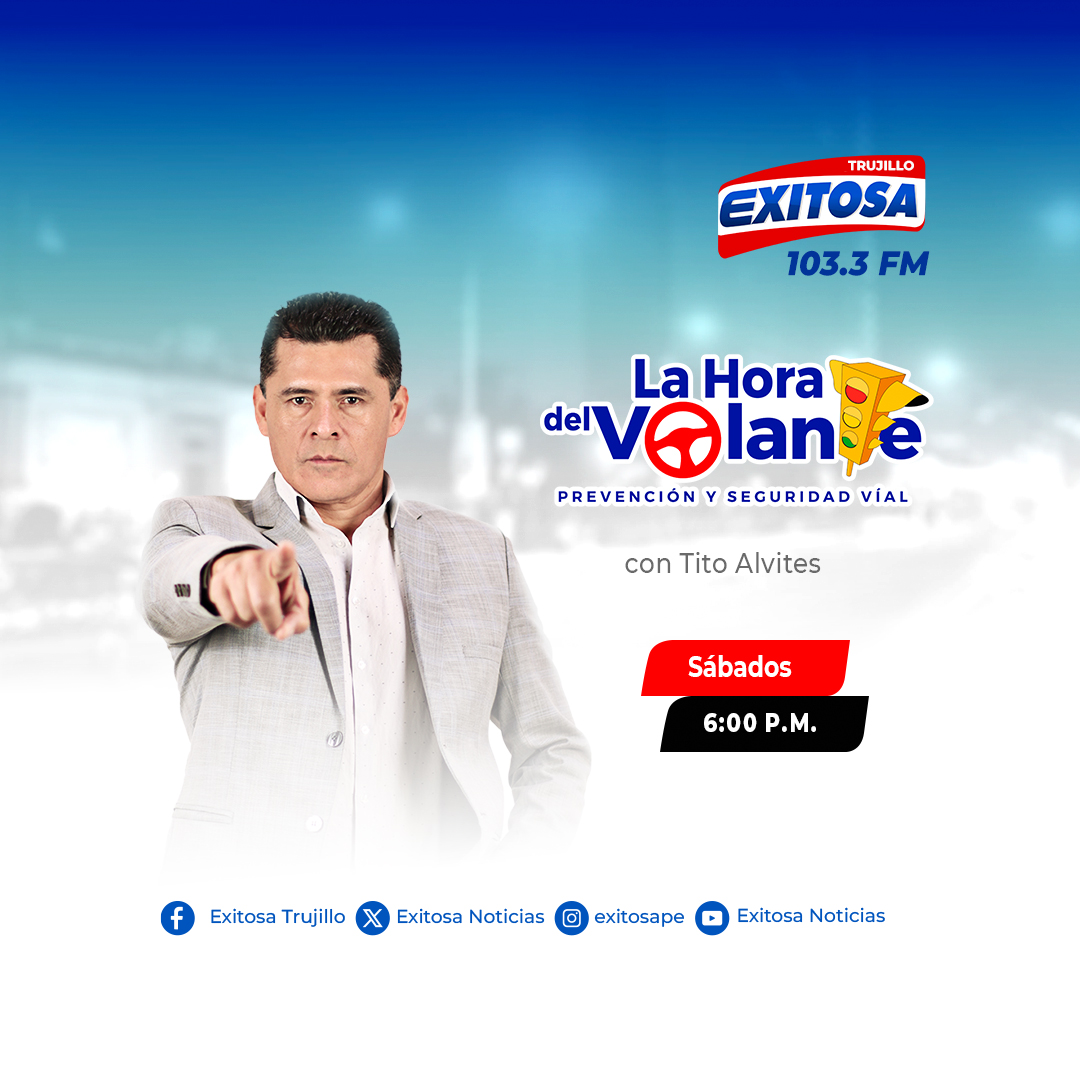 TRUJILLO
EXITOSA
103.3 FM
La Hora
del Volante
PREVENCIÓN Y SEGURIDAD VÍAL
con Tito Alvites
Sábados
6:00 P.M.
Exitosa Trujillo Exitosa Noticias exitosape Exitosa Noticias